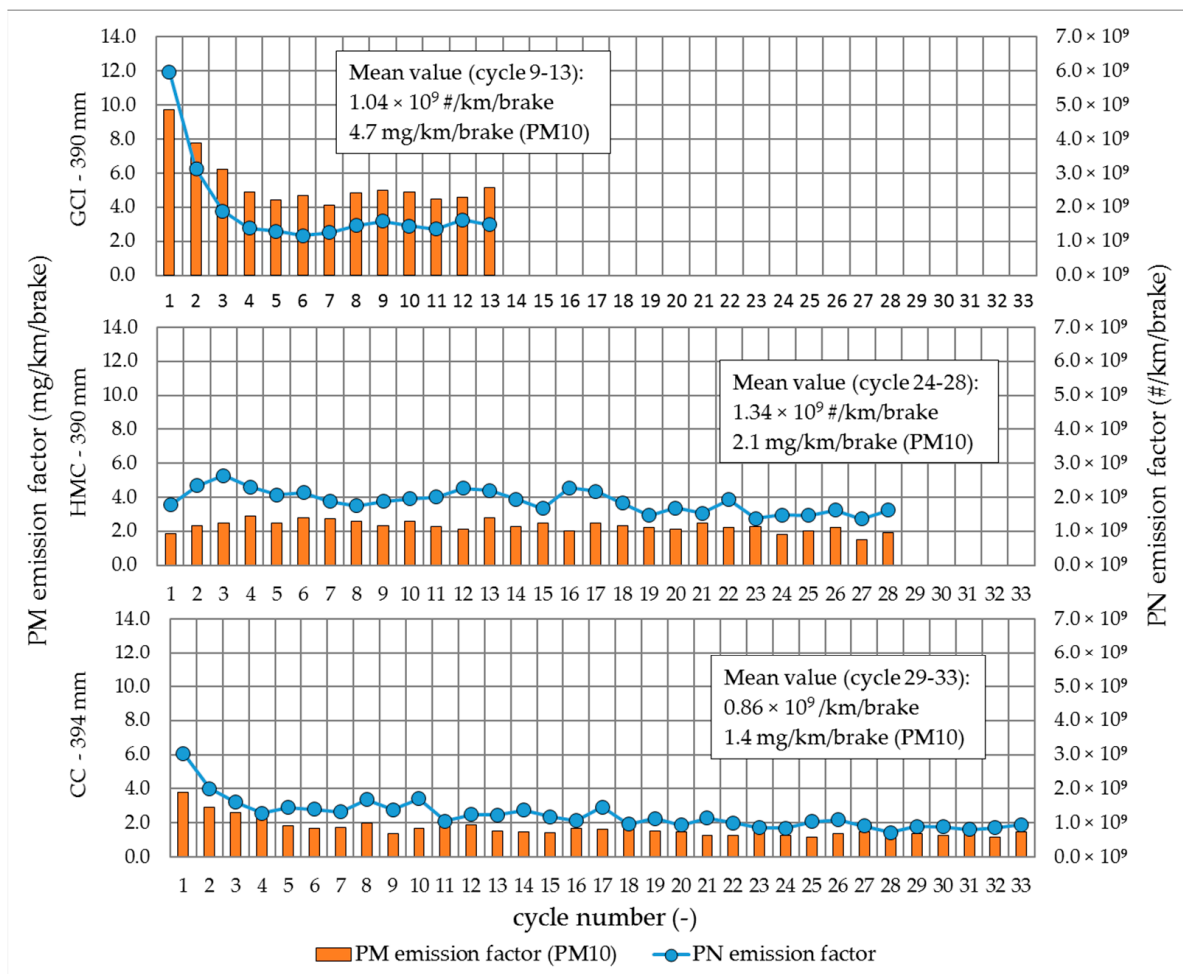 PM emission factor (mg/km/brake)
PN emission factor (#/km/brake)
GCI - 390 mm
14.0
12.0
10.0
8.0
6.0
4.0
2.0
0.0
Mean value (cycle 9-13):
1.04 × 10⁹ #/km/brake
4.7 mg/km/brake (PM10)
7.0 × 10⁹
6.0 × 10⁹
5.0 × 10⁹
4.0 × 10⁹
3.0 × 10⁹
2.0 × 10⁹
1.0 × 10⁹
0.0 × 10⁹
1 2 3 4 5 6 7 8 9 10 11 12 13 14 15 16 17 18 19 20 21 22 23 24 25 26 27 28 29 30 31 32 33
HMC - 390 mm
14.0
12.0
10.0
8.0
6.0
4.0
2.0
0.0
Mean value (cycle 24-28):
1.34 × 10⁹ #/km/brake
2.1 mg/km/brake (PM10)
7.0 × 10⁹
6.0 × 10⁹
5.0 × 10⁹
4.0 × 10⁹
3.0 × 10⁹
2.0 × 10⁹
1.0 × 10⁹
0.0 × 10⁹
1 2 3 4 5 6 7 8 9 10 11 12 13 14 15 16 17 18 19 20 21 22 23 24 25 26 27 28 29 30 31 32 33
CC - 394 mm
14.0
12.0
10.0
8.0
6.0
4.0
2.0
0.0
Mean value (cycle 29-33):
0.86 × 10⁹ /km/brake
1.4 mg/km/brake (PM10)
7.0 × 10⁹
6.0 × 10⁹
5.0 × 10⁹
4.0 × 10⁹
3.0 × 10⁹
2.0 × 10⁹
1.0 × 10⁹
0.0 × 10⁹
1 2 3 4 5 6 7 8 9 10 11 12 13 14 15 16 17 18 19 20 21 22 23 24 25 26 27 28 29 30 31 32 33
cycle number (-)
PM emission factor (PM10)
PN emission factor